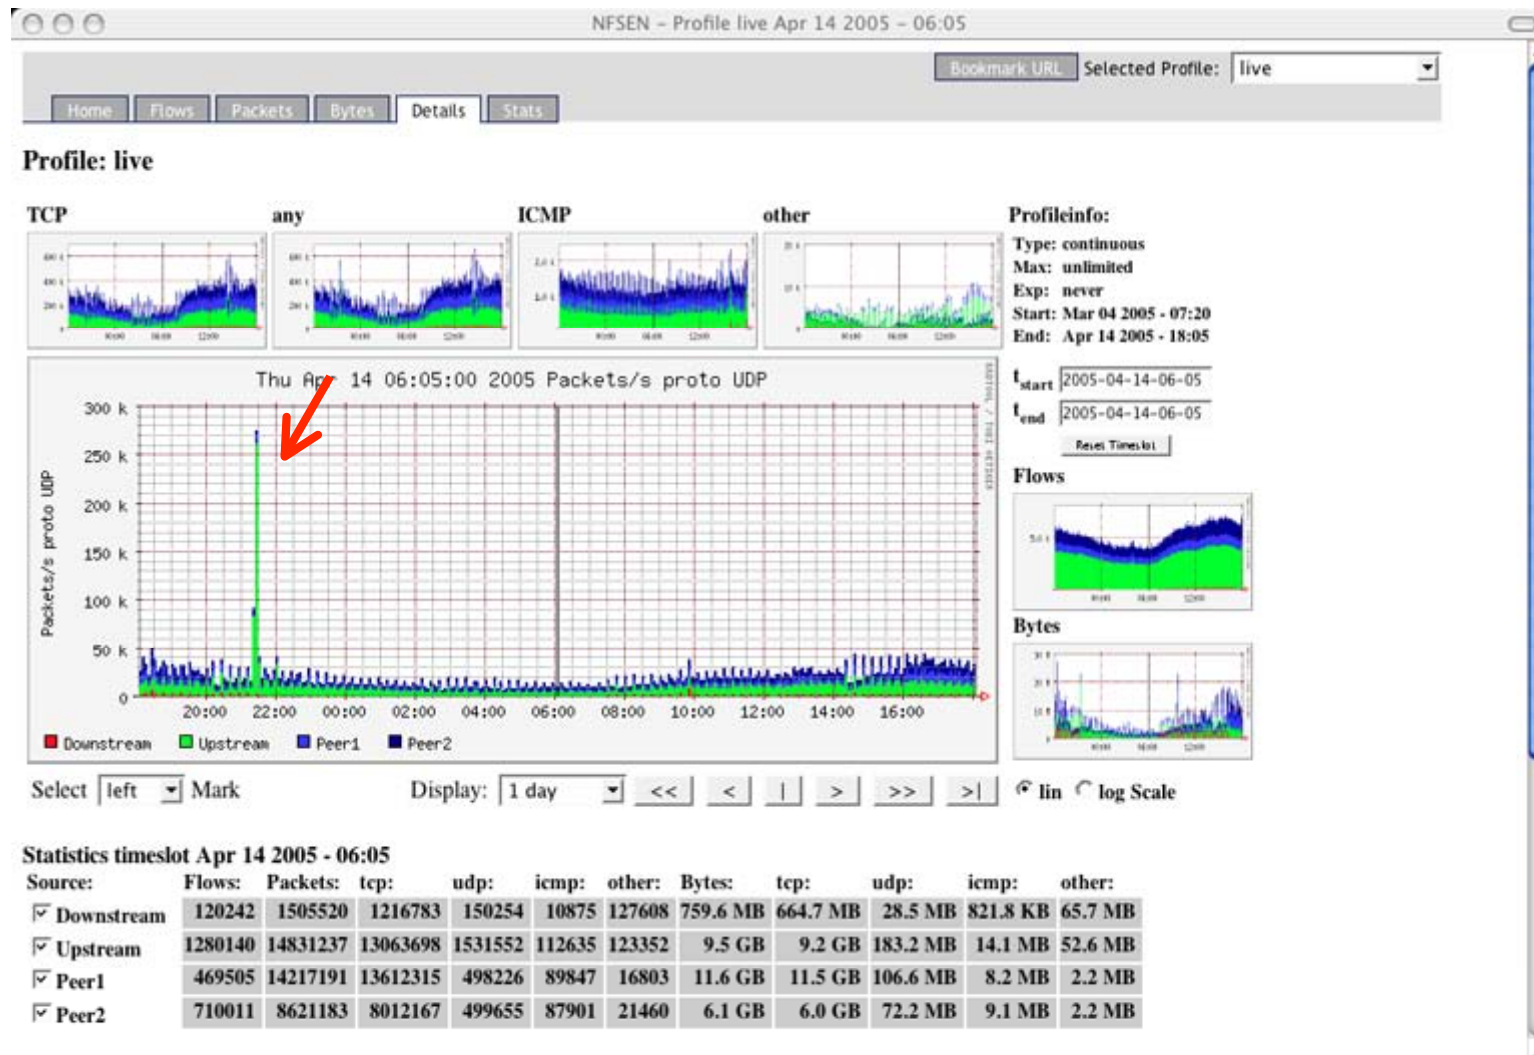 NFSEN – Profile live Apr 14 2005 – 06:05
Bookmark URL Selected Profile: live
Home Flows Packets Bytes Details Stats
Profile: live
TCP any ICMP other Profileinfo:
Type: continuous
Max: unlimited
Exp: never
Start: Mar 04 2005 - 07:20
End: Apr 14 2005 - 18:05
Thu Apr 14 06:05:00 2005 Packets/s proto UDP
tstart 2005-04-14-06-05
tend 2005-04-14-06-05
Reset Timeslot
Flows
Bytes
Packets/s proto UDP
300 k
250 k
200 k
150 k
100 k
50 k
0
20:00 22:00 00:00 02:00 04:00 06:00 08:00 10:00 12:00 14:00 16:00
Downstream Upstream Peer1 Peer2
Select left Mark Display: 1 day << < | > >> >| lin log Scale
Statistics timeslot Apr 14 2005 - 06:05
Source: Flows: Packets: tcp: udp: icmp: other: Bytes: tcp: udp: icmp: other:
Downstream 120242 1505520 1216783 150254 10875 127608 759.6 MB 664.7 MB 28.5 MB 821.8 KB 65.7 MB
Upstream 1280140 14831237 13063698 1531552 112635 123352 9.5 GB 9.2 GB 183.2 MB 14.1 MB 52.6 MB
Peer1 469505 14217191 13612315 498226 89847 16803 11.6 GB 11.5 GB 106.6 MB 8.2 MB 2.2 MB
Peer2 710011 8621183 8012167 499655 87901 21460 6.1 GB 6.0 GB 72.2 MB 9.1 MB 2.2 MB